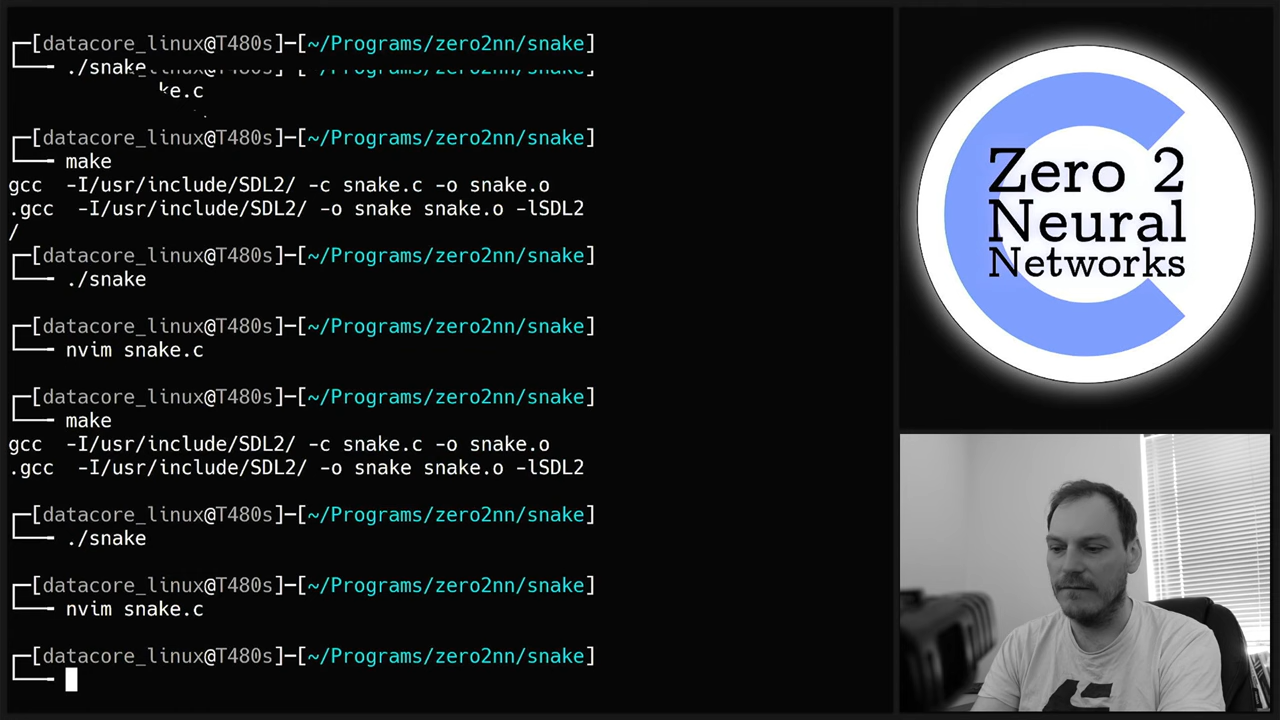 ┌─[datacore_linux@T480s]─[~/Programs/zero2nn/snake]
└──╼ ./snake
ke.c
┌─[datacore_linux@T480s]─[~/Programs/zero2nn/snake]
└──╼ make
gcc  -I/usr/include/SDL2/ -c snake.c -o snake.o
.gcc  -I/usr/include/SDL2/ -o snake snake.o -lSDL2
/
┌─[datacore_linux@T480s]─[~/Programs/zero2nn/snake]
└──╼ ./snake
┌─[datacore_linux@T480s]─[~/Programs/zero2nn/snake]
└──╼ nvim snake.c
┌─[datacore_linux@T480s]─[~/Programs/zero2nn/snake]
└──╼ make
gcc  -I/usr/include/SDL2/ -c snake.c -o snake.o
.gcc  -I/usr/include/SDL2/ -o snake snake.o -lSDL2
┌─[datacore_linux@T480s]─[~/Programs/zero2nn/snake]
└──╼ ./snake
┌─[datacore_linux@T480s]─[~/Programs/zero2nn/snake]
└──╼ nvim snake.c
┌─[datacore_linux@T480s]─[~/Programs/zero2nn/snake]
└──╼
Zero 2
Neural
Networks